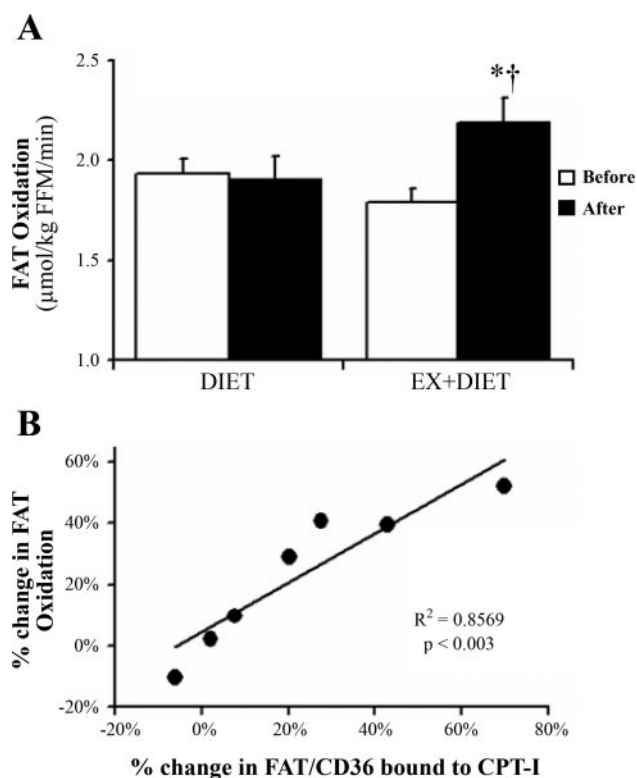 A
FAT Oxidation
(μmol/kg FFM/min)
2.5
2.0
1.5
1.0
*†
Before
After
DIET
EX+DIET
B
% change in FAT
Oxidation
60%
40%
20%
0%
-20%
R² = 0.8569
p < 0.003
-20%
0%
20%
40%
60%
80%
% change in FAT/CD36 bound to CPT-I